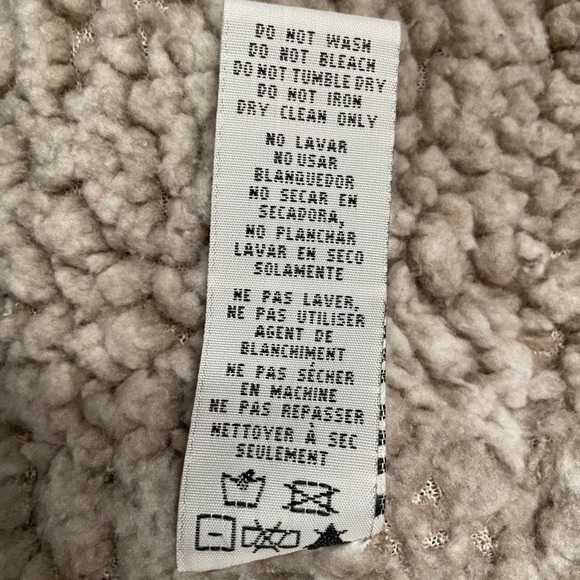 DO NOT WASH
DO NOT BLEACH
DO NOT TUMBLE DRY
DO NOT IRON
DRY CLEAN ONLY
NO LAVAR
NO USAR
BLANQUEDOR
NO SECAR EN
SECADORA,
NO PLANCHAR
LAVAR EN SECO
SOLAMENTE
NE PAS LAVER,
NE PAS UTILISER
AGENT DE
BLANCHIMENT
NE PAS SÉCHER
EN MACHINE
NE PAS REPASSER
NETTOYER À SEC
SEULEMENT